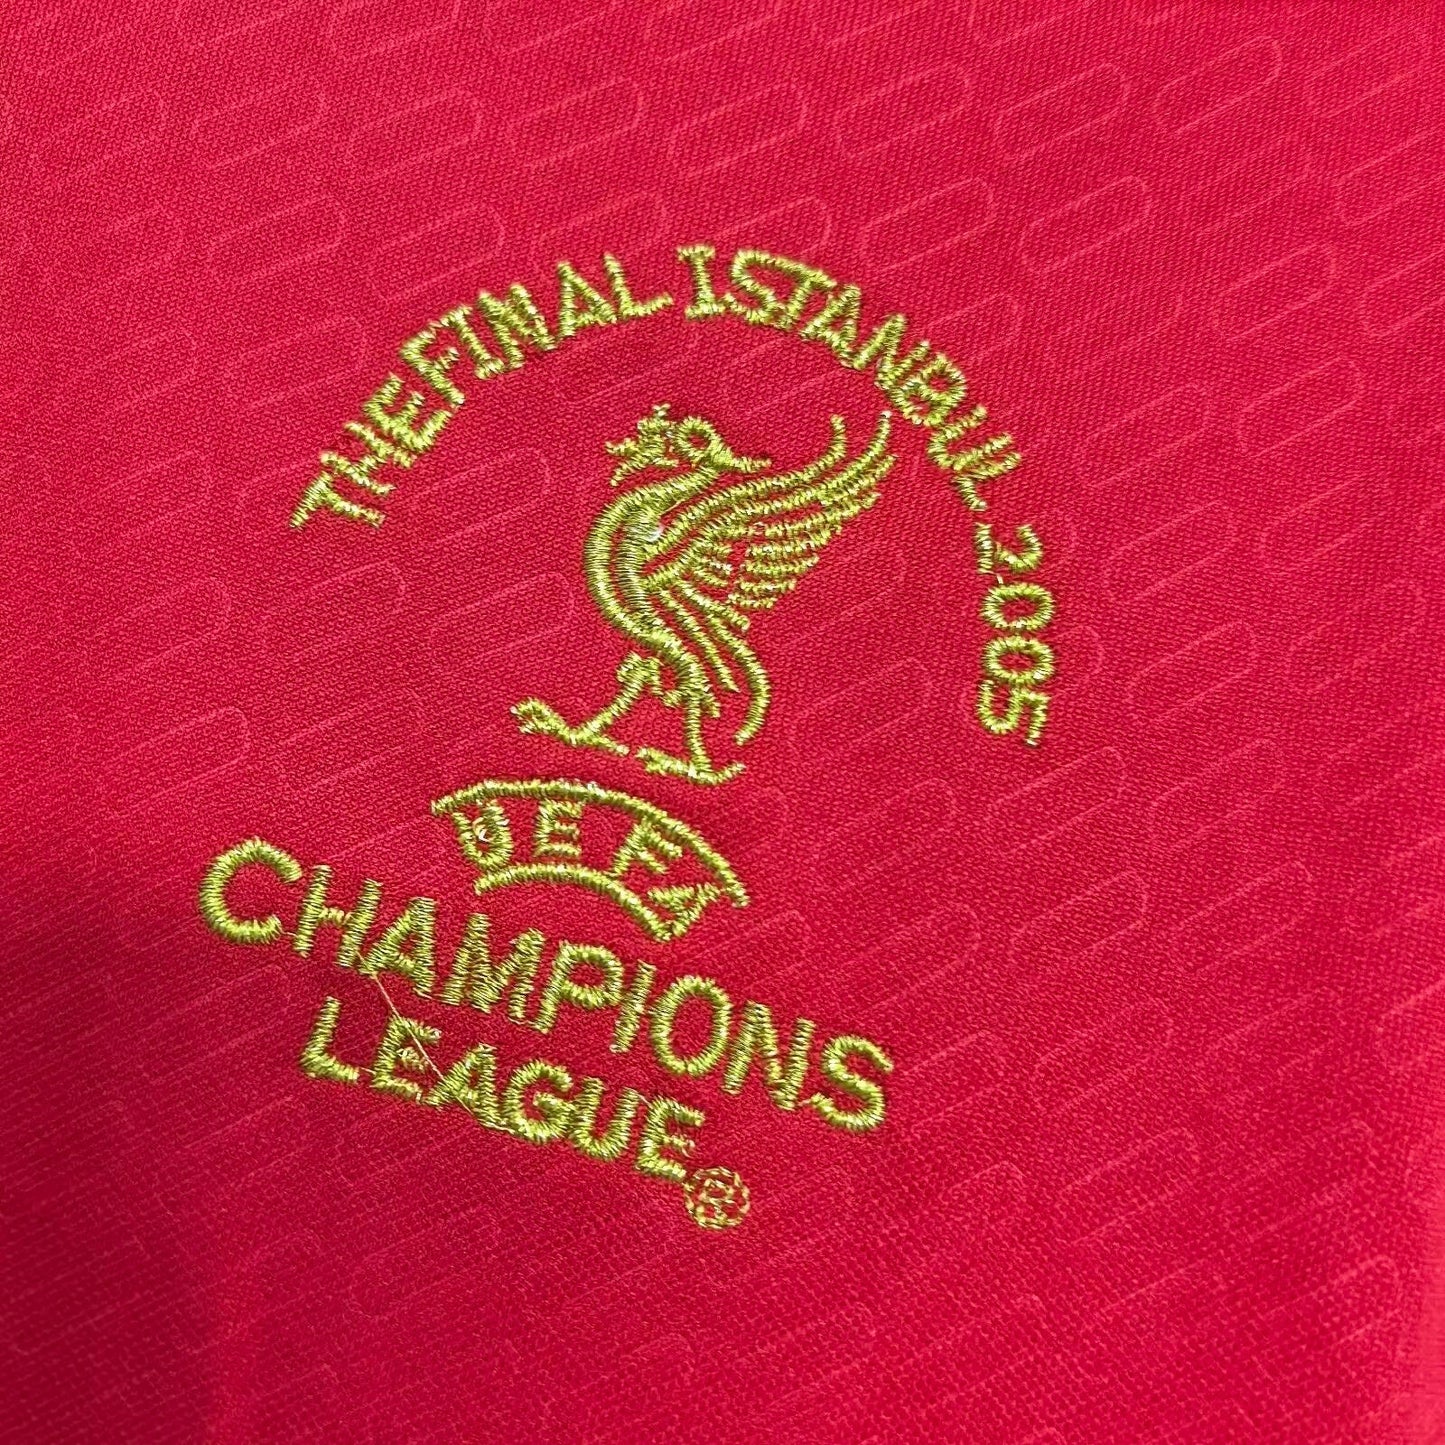 THE FINAL ISTANBUL 2005
UEFA
CHAMPIONS
LEAGUE®